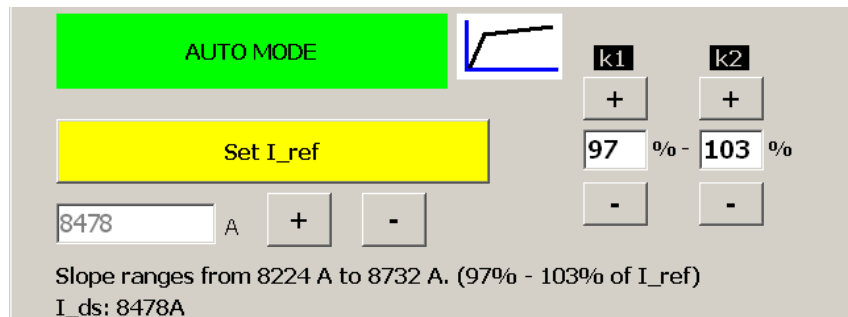 AUTO MODE
k1 k2
+ +
Set I_ref
97 % - 103 %
- -
8478 A + -
Slope ranges from 8224 A to 8732 A. (97% - 103% of I_ref)
I_ds: 8478A